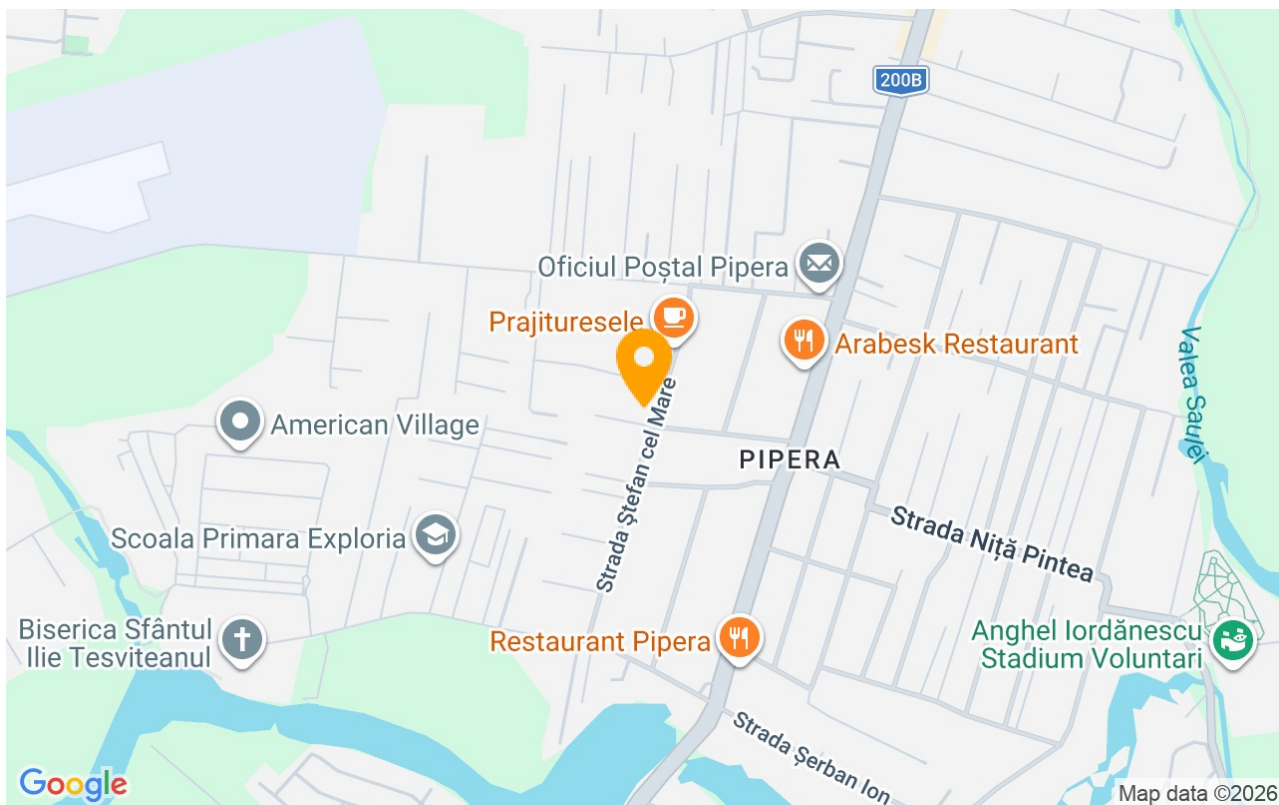 200B
Oficiul Poștal Pipera
Prajituresele
Arabesk Restaurant
Valea Saulei
American Village
Strada Ștefan cel Mare
PIPERA
Scoala Primara Exploria
Strada Niță Pintea
Biserica Sfântul
Ilie Tesviteanul
Restaurant Pipera
Anghel Iordănescu
Stadium Voluntari
Strada Șerban Ion
Google
Map data ©2026